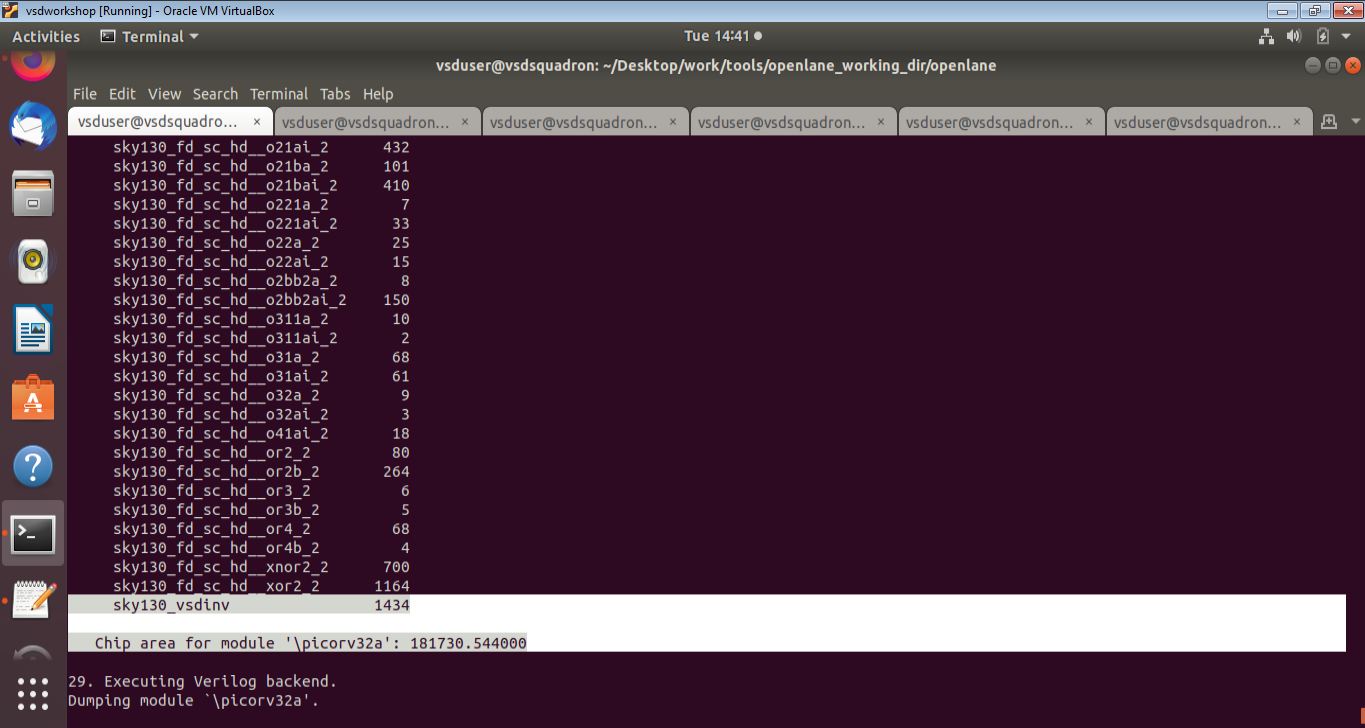 vsdworkshop [Running] - Oracle VM VirtualBox
Activities Terminal Tue 14:41
vsduser@vsdsquadron: ~/Desktop/work/tools/openlane_working_dir/openlane
File Edit View Search Terminal Tabs Help
vsduser@vsdsquadro... × vsduser@vsdsquadron... × vsduser@vsdsquadron... × vsduser@vsdsquadron... × vsduser@vsdsquadron... × vsduser@vsdsquadron... ×
sky130_fd_sc_hd__o21ai_2 432
sky130_fd_sc_hd__o21ba_2 101
sky130_fd_sc_hd__o21bai_2 410
sky130_fd_sc_hd__o221a_2 7
sky130_fd_sc_hd__o221ai_2 33
sky130_fd_sc_hd__o22a_2 25
sky130_fd_sc_hd__o22ai_2 15
sky130_fd_sc_hd__o2bb2a_2 8
sky130_fd_sc_hd__o2bb2ai_2 150
sky130_fd_sc_hd__o311a_2 10
sky130_fd_sc_hd__o311ai_2 2
sky130_fd_sc_hd__o31a_2 68
sky130_fd_sc_hd__o31ai_2 61
sky130_fd_sc_hd__o32a_2 9
sky130_fd_sc_hd__o32ai_2 3
sky130_fd_sc_hd__o41ai_2 18
sky130_fd_sc_hd__or2_2 80
sky130_fd_sc_hd__or2b_2 264
sky130_fd_sc_hd__or3_2 6
sky130_fd_sc_hd__or3b_2 5
sky130_fd_sc_hd__or4_2 68
sky130_fd_sc_hd__or4b_2 4
sky130_fd_sc_hd__xnor2_2 700
sky130_fd_sc_hd__xor2_2 1164
sky130_vsdinv 1434
Chip area for module '\picorv32a': 181730.544000
29. Executing Verilog backend.
Dumping module `\picorv32a'.